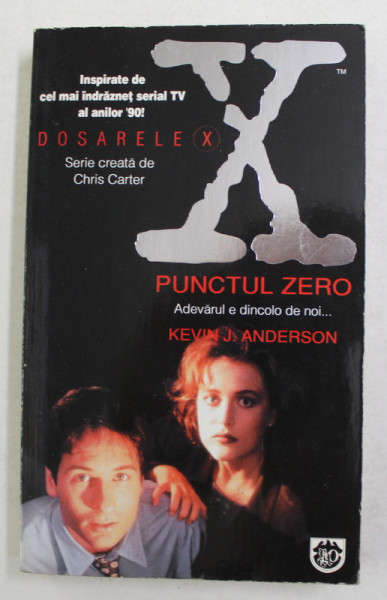 Inspirate de
cel mai îndrăzneț serial TV
al anilor '90!
DOSARELE X
Serie creată de
Chris Carter
X
TM
PUNCTUL ZERO
Adevărul e dincolo de noi...
KEVIN J. ANDERSON